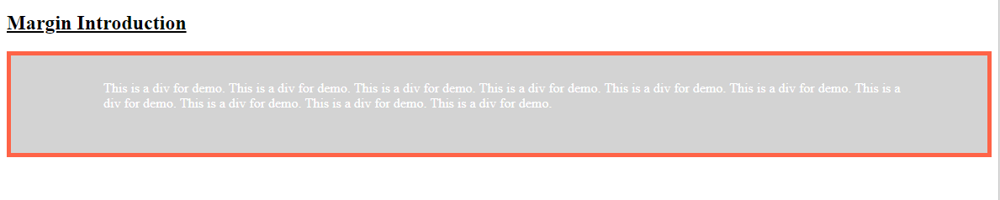 Margin Introduction
This is a div for demo. This is a div for demo. This is a div for demo. This is a div for demo. This is a div for demo. This is a div for demo. This is a
div for demo. This is a div for demo. This is a div for demo. This is a div for demo.